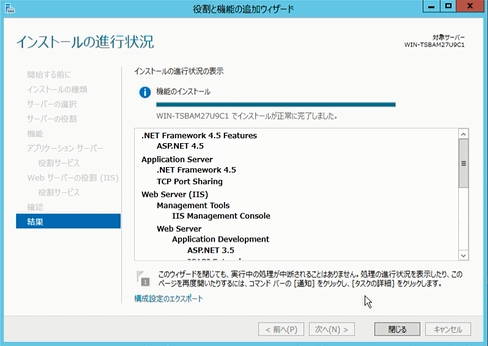 役割と機能の追加ウィザード
インストールの進行状況
対象サーバー
WIN-TSBAM27U9C1
開始する前に
インストールの種類
サーバーの選択
サーバーの役割
機能
アプリケーション サーバー
役割サービス
Web サーバーの役割 (IIS)
役割サービス
確認
結果
インストールの進行状況の表示
機能のインストール
WIN-TSBAM27U9C1 でインストールが正常に完了しました。
.NET Framework 4.5 Features
ASP.NET 4.5
Application Server
.NET Framework 4.5
TCP Port Sharing
Web Server (IIS)
Management Tools
IIS Management Console
Web Server
Application Development
ASP.NET 3.5
このウィザードを閉じても、実行中の処理が中断されることはありません。処理の進行状況を表示したり、この
ページを再度開いたりするには、コマンド バーの [通知] をクリックし、[タスクの詳細] をクリックします。
構成設定のエクスポート
< 前へ(P)
次へ(N) >
閉じる
キャンセル